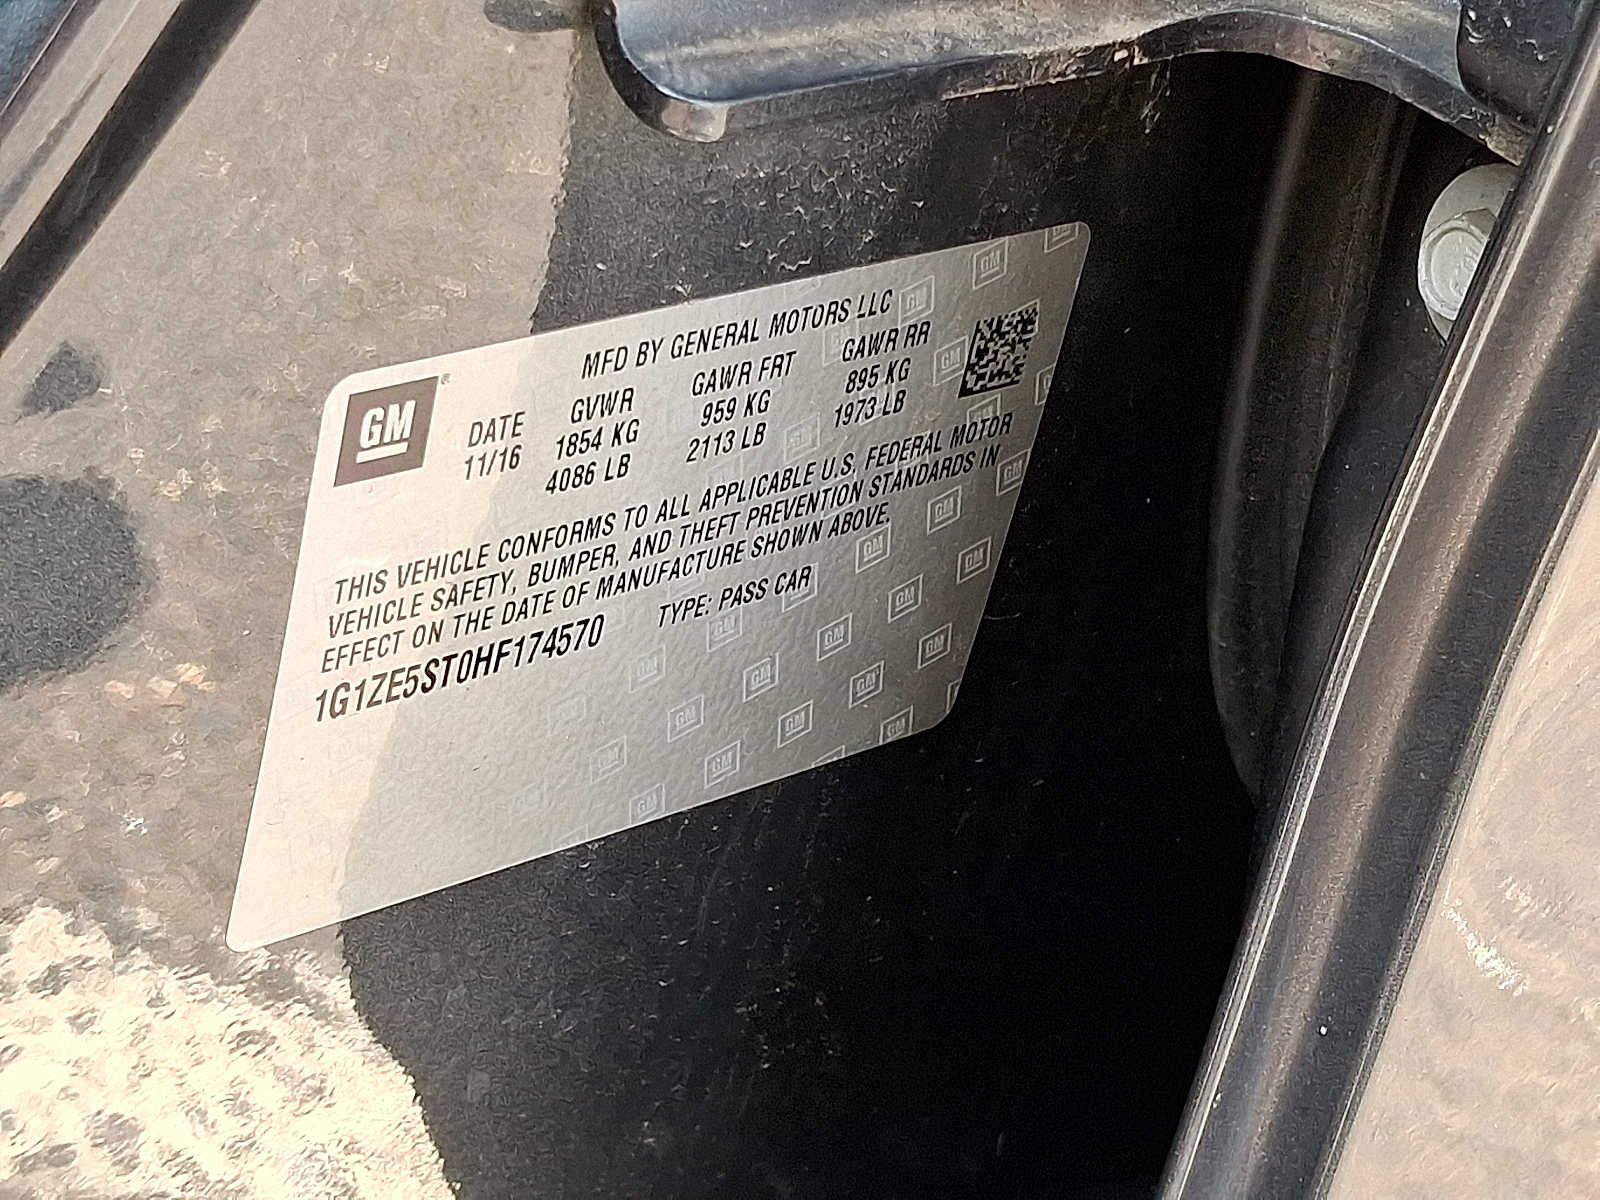 MFD BY GENERAL MOTORS LLC
GM
DATE GVWR GAWR FRT GAWR RR
11/16 1854 KG 959 KG 895 KG
4086 LB 2113 LB 1973 LB
THIS VEHICLE CONFORMS TO ALL APPLICABLE U.S. FEDERAL MOTOR
VEHICLE SAFETY, BUMPER, AND THEFT PREVENTION STANDARDS IN
EFFECT ON THE DATE OF MANUFACTURE SHOWN ABOVE.
1G1ZE5ST0HF174570 TYPE: PASS CAR